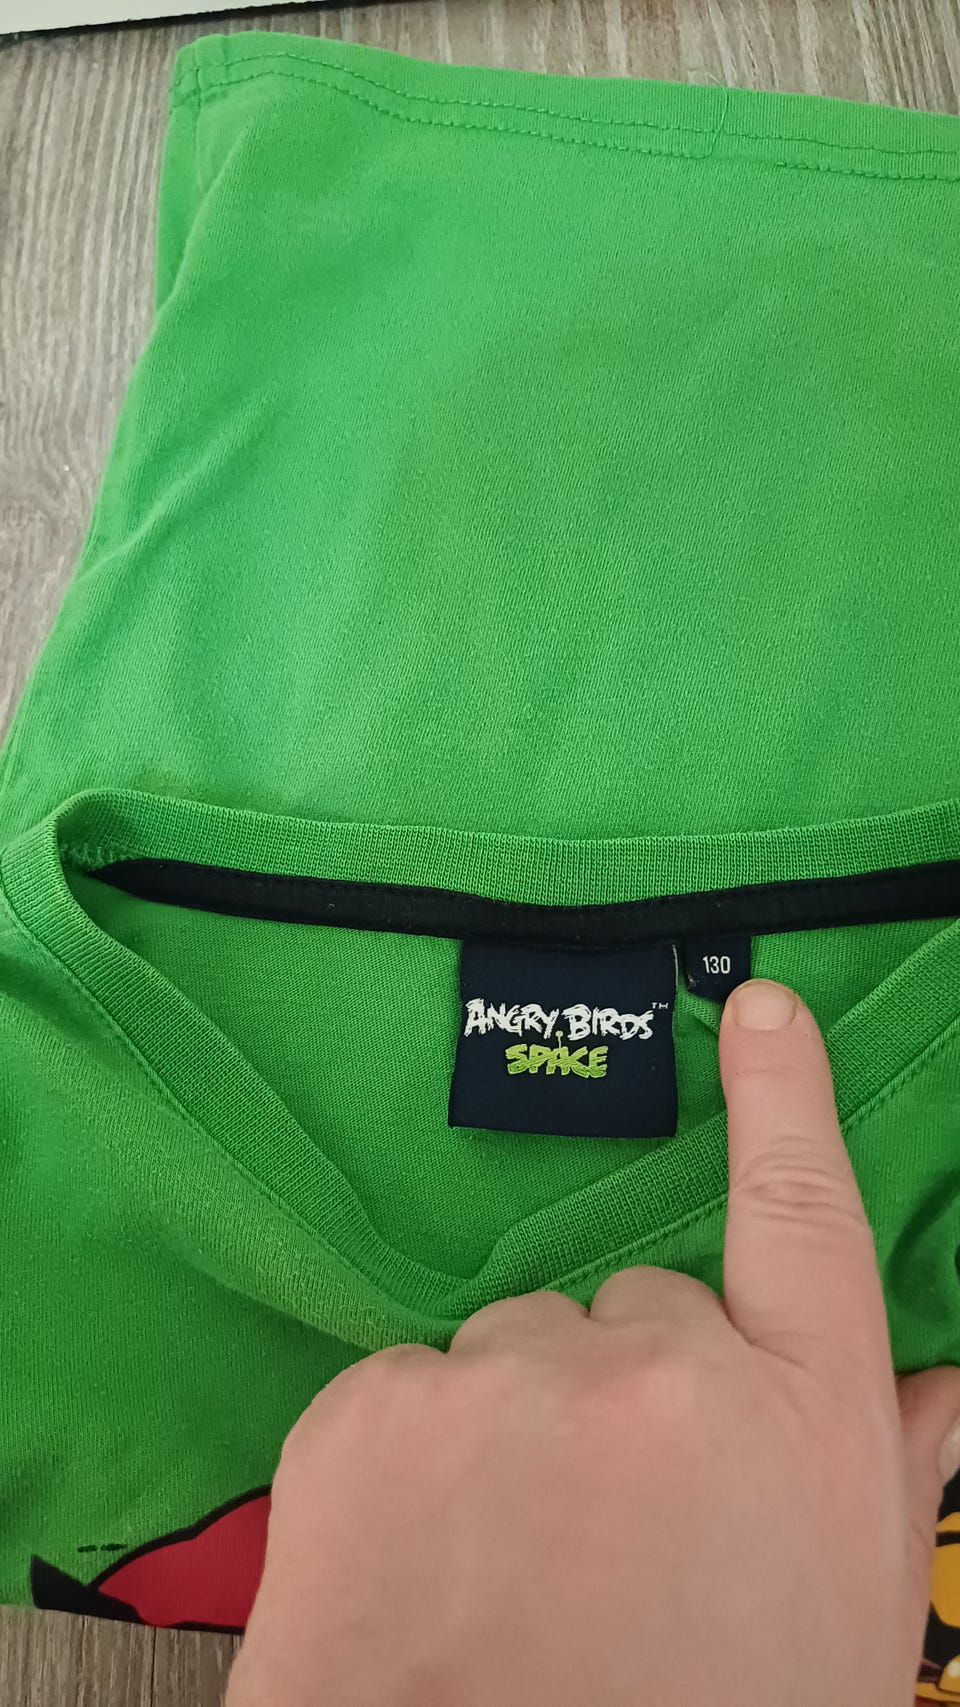 ANGRY BIRDS™
SPACE
130